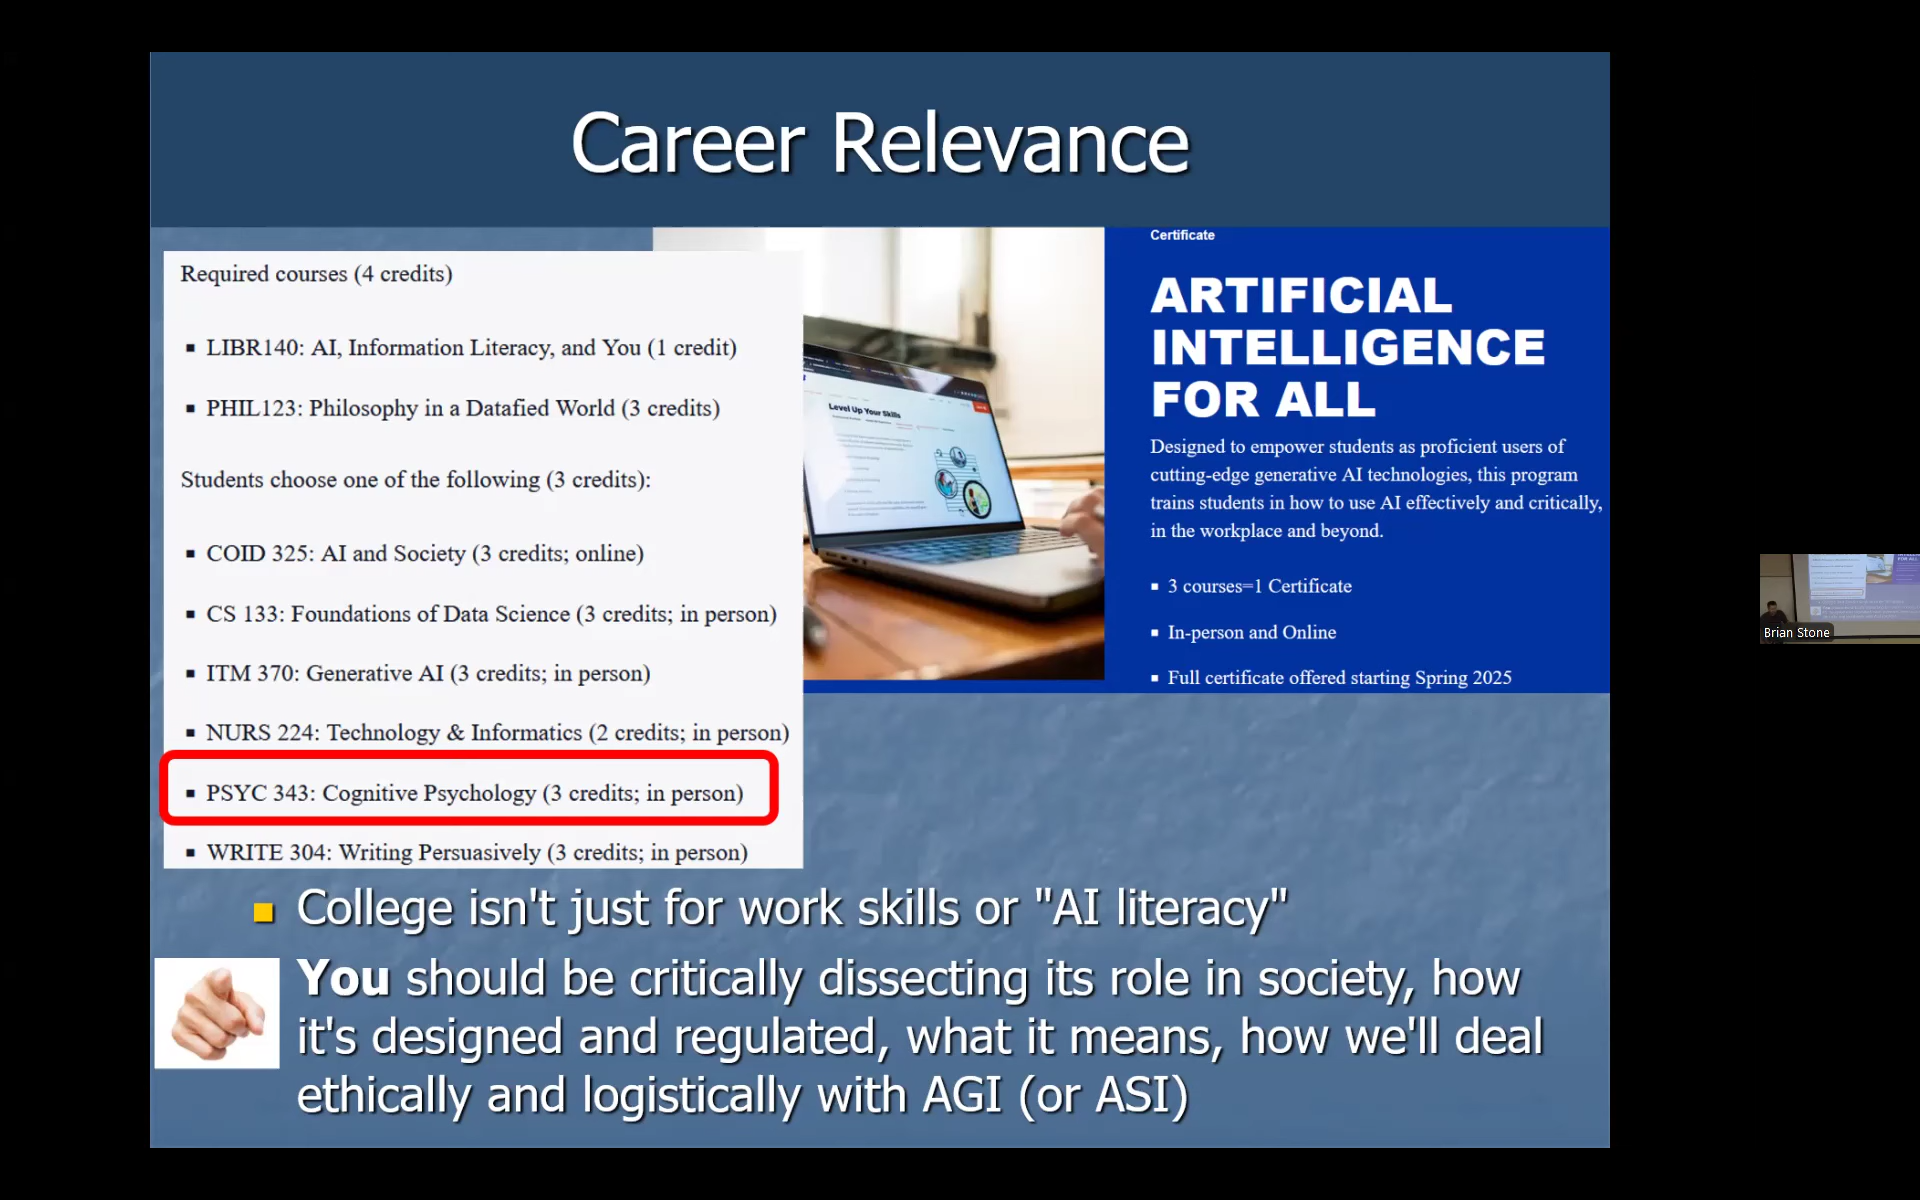 Career Relevance
Required courses (4 credits)
▪ LIBR140: AI, Information Literacy, and You (1 credit)
▪ PHIL123: Philosophy in a Datafied World (3 credits)
Students choose one of the following (3 credits):
▪ COID 325: AI and Society (3 credits; online)
▪ CS 133: Foundations of Data Science (3 credits; in person)
▪ ITM 370: Generative AI (3 credits; in person)
▪ NURS 224: Technology & Informatics (2 credits; in person)
▪ PSYC 343: Cognitive Psychology (3 credits; in person)
▪ WRITE 304: Writing Persuasively (3 credits; in person)
Level Up Your Skills
Certificate
ARTIFICIAL
INTELLIGENCE
FOR ALL
Designed to empower students as proficient users of
cutting-edge generative AI technologies, this program
trains students in how to use AI effectively and critically,
in the workplace and beyond.
▪ 3 courses=1 Certificate
▪ In-person and Online
▪ Full certificate offered starting Spring 2025
▪ College isn't just for work skills or "AI literacy"
You should be critically dissecting its role in society, how
it's designed and regulated, what it means, how we'll deal
ethically and logistically with AGI (or ASI)
Brian Stone